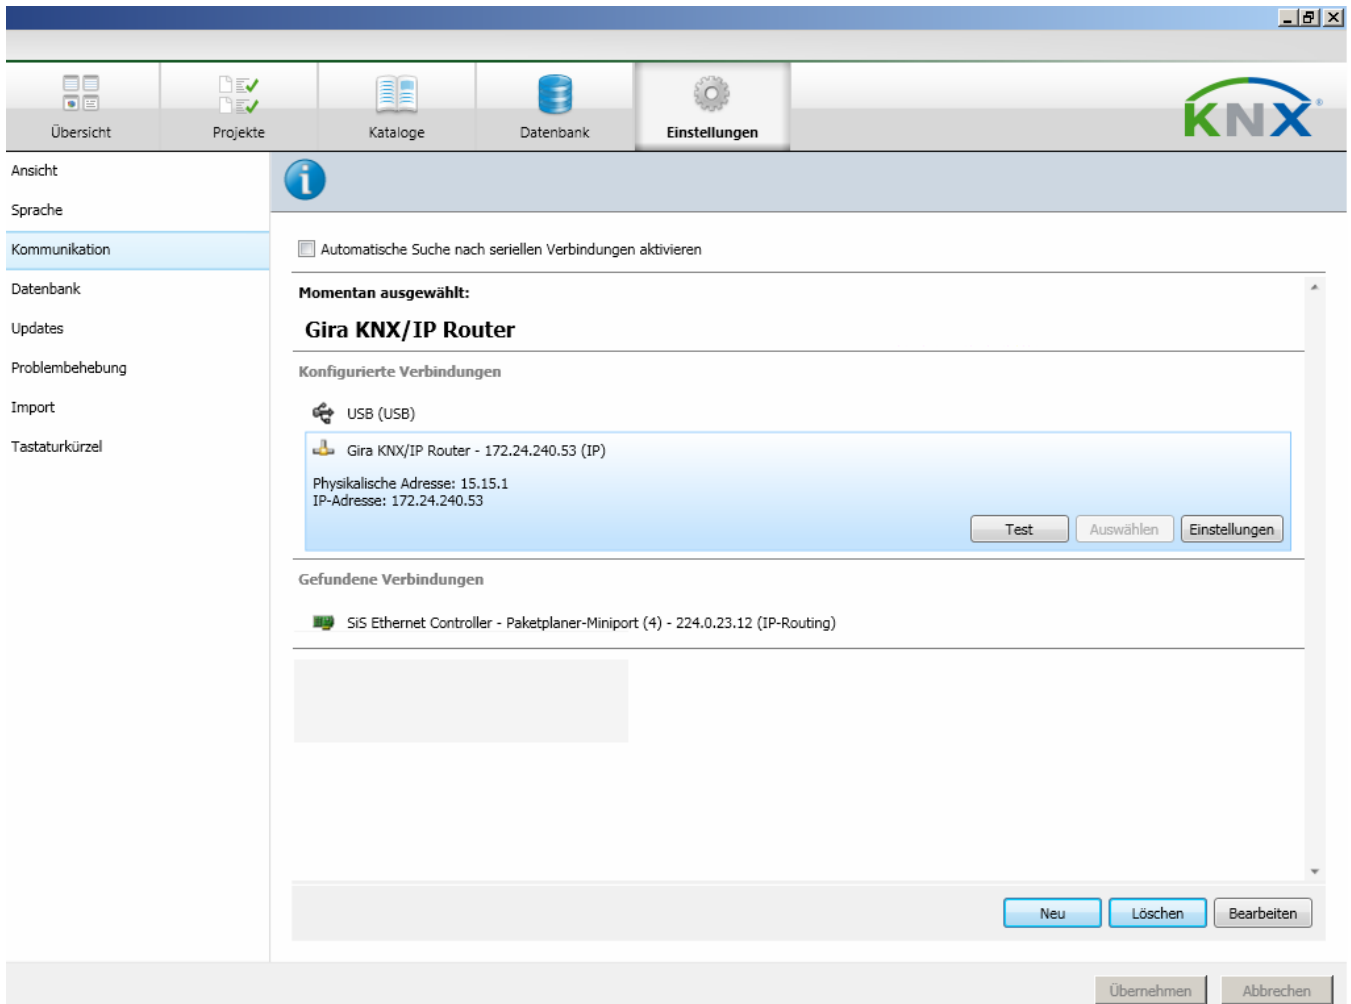 Übersicht
Projekte
Kataloge
Datenbank
Einstellungen
KNX®
Ansicht
Sprache
Kommunikation
Datenbank
Updates
Problembehebung
Import
Tastaturkürzel
Automatische Suche nach seriellen Verbindungen aktivieren
Momentan ausgewählt:
Gira KNX/IP Router
Konfigurierte Verbindungen
USB (USB)
Gira KNX/IP Router - 172.24.240.53 (IP)
Physikalische Adresse: 15.15.1
IP-Adresse: 172.24.240.53
Test
Auswählen
Einstellungen
Gefundene Verbindungen
SiS Ethernet Controller - Paketplaner-Miniport (4) - 224.0.23.12 (IP-Routing)
Neu
Löschen
Bearbeiten
Übernehmen
Abbrechen